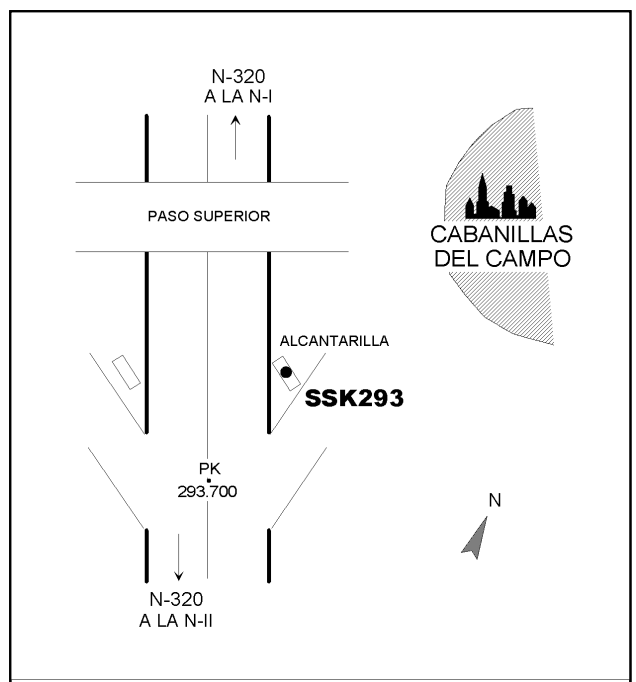 N-320
A LA N-I
PASO SUPERIOR
CABANILLAS
DEL CAMPO
ALCANTARILLA
SSK293
PK
293.700
N
N-320
A LA N-II